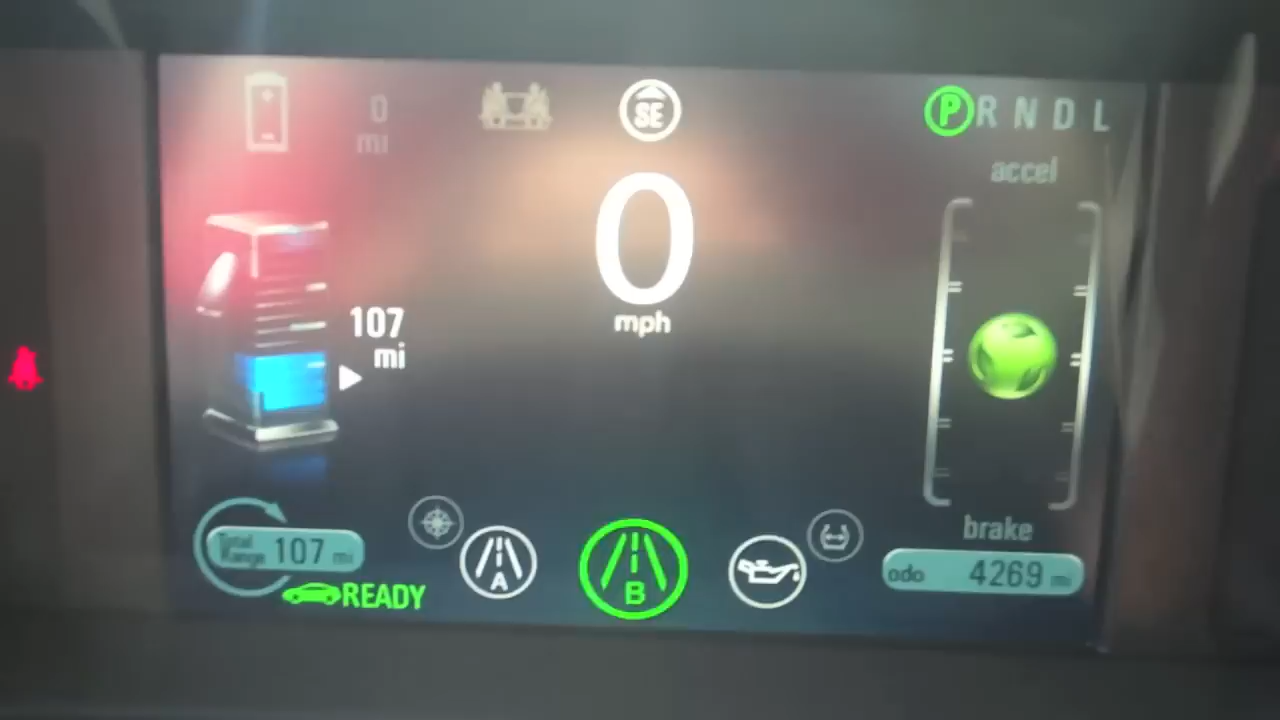 0
mi
SE
P R N D L
accel
0
mph
107
mi
brake
Total
Range 107 mi
READY
A
B
odo 4269 mi